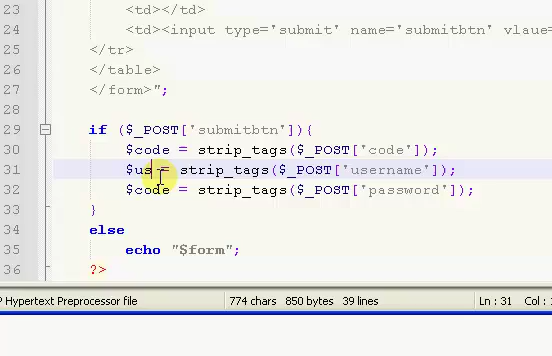 23 <td></td>
24 <td><input type='submit' name='submitbtn' vlaue=
25 </tr>
26 </table>
27 </form>";
28
29 if ($_POST['submitbtn']){
30 $code = strip_tags($_POST['code']);
31 $us = strip_tags($_POST['username']);
32 $code = strip_tags($_POST['password']);
33 }
34 else
35 echo "$form";
36 ?>
P Hypertext Preprocessor file 774 chars 850 bytes 39 lines Ln : 31 Col :